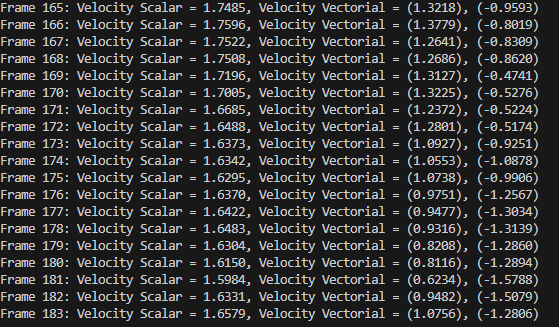 Frame 165: Velocity Scalar = 1.7485, Velocity Vectorial = (1.3218), (-0.9593)
Frame 166: Velocity Scalar = 1.7596, Velocity Vectorial = (1.3779), (-0.8019)
Frame 167: Velocity Scalar = 1.7522, Velocity Vectorial = (1.2641), (-0.8309)
Frame 168: Velocity Scalar = 1.7508, Velocity Vectorial = (1.2686), (-0.8620)
Frame 169: Velocity Scalar = 1.7196, Velocity Vectorial = (1.3127), (-0.4741)
Frame 170: Velocity Scalar = 1.7005, Velocity Vectorial = (1.3225), (-0.5276)
Frame 171: Velocity Scalar = 1.6685, Velocity Vectorial = (1.2372), (-0.5224)
Frame 172: Velocity Scalar = 1.6488, Velocity Vectorial = (1.2801), (-0.5174)
Frame 173: Velocity Scalar = 1.6373, Velocity Vectorial = (1.0927), (-0.9251)
Frame 174: Velocity Scalar = 1.6342, Velocity Vectorial = (1.0553), (-1.0878)
Frame 175: Velocity Scalar = 1.6295, Velocity Vectorial = (1.0738), (-0.9906)
Frame 176: Velocity Scalar = 1.6370, Velocity Vectorial = (0.9751), (-1.2567)
Frame 177: Velocity Scalar = 1.6422, Velocity Vectorial = (0.9477), (-1.3034)
Frame 178: Velocity Scalar = 1.6483, Velocity Vectorial = (0.9316), (-1.3139)
Frame 179: Velocity Scalar = 1.6304, Velocity Vectorial = (0.8208), (-1.2860)
Frame 180: Velocity Scalar = 1.6150, Velocity Vectorial = (0.8116), (-1.2894)
Frame 181: Velocity Scalar = 1.5984, Velocity Vectorial = (0.6234), (-1.5788)
Frame 182: Velocity Scalar = 1.6331, Velocity Vectorial = (0.9482), (-1.5079)
Frame 183: Velocity Scalar = 1.6579, Velocity Vectorial = (1.0756), (-1.2806)